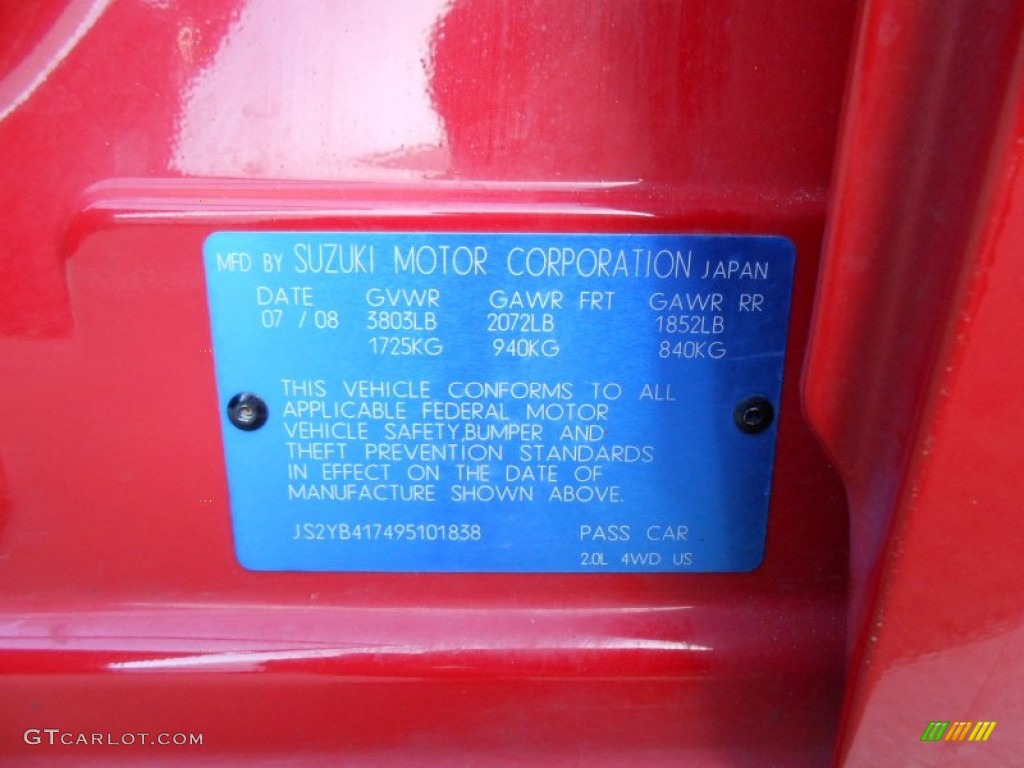 MFD BY SUZUKI MOTOR CORPORATION JAPAN
DATE GVWR GAWR FRT GAWR RR
07 / 08 3803LB 2072LB 1852LB
1725KG 940KG 840KG
THIS VEHICLE CONFORMS TO ALL
APPLICABLE FEDERAL MOTOR
VEHICLE SAFETY,BUMPER AND
THEFT PREVENTION STANDARDS
IN EFFECT ON THE DATE OF
MANUFACTURE SHOWN ABOVE.
JS2YB417495101838 PASS CAR
2.0L 4WD US
GTCARLOT.COM